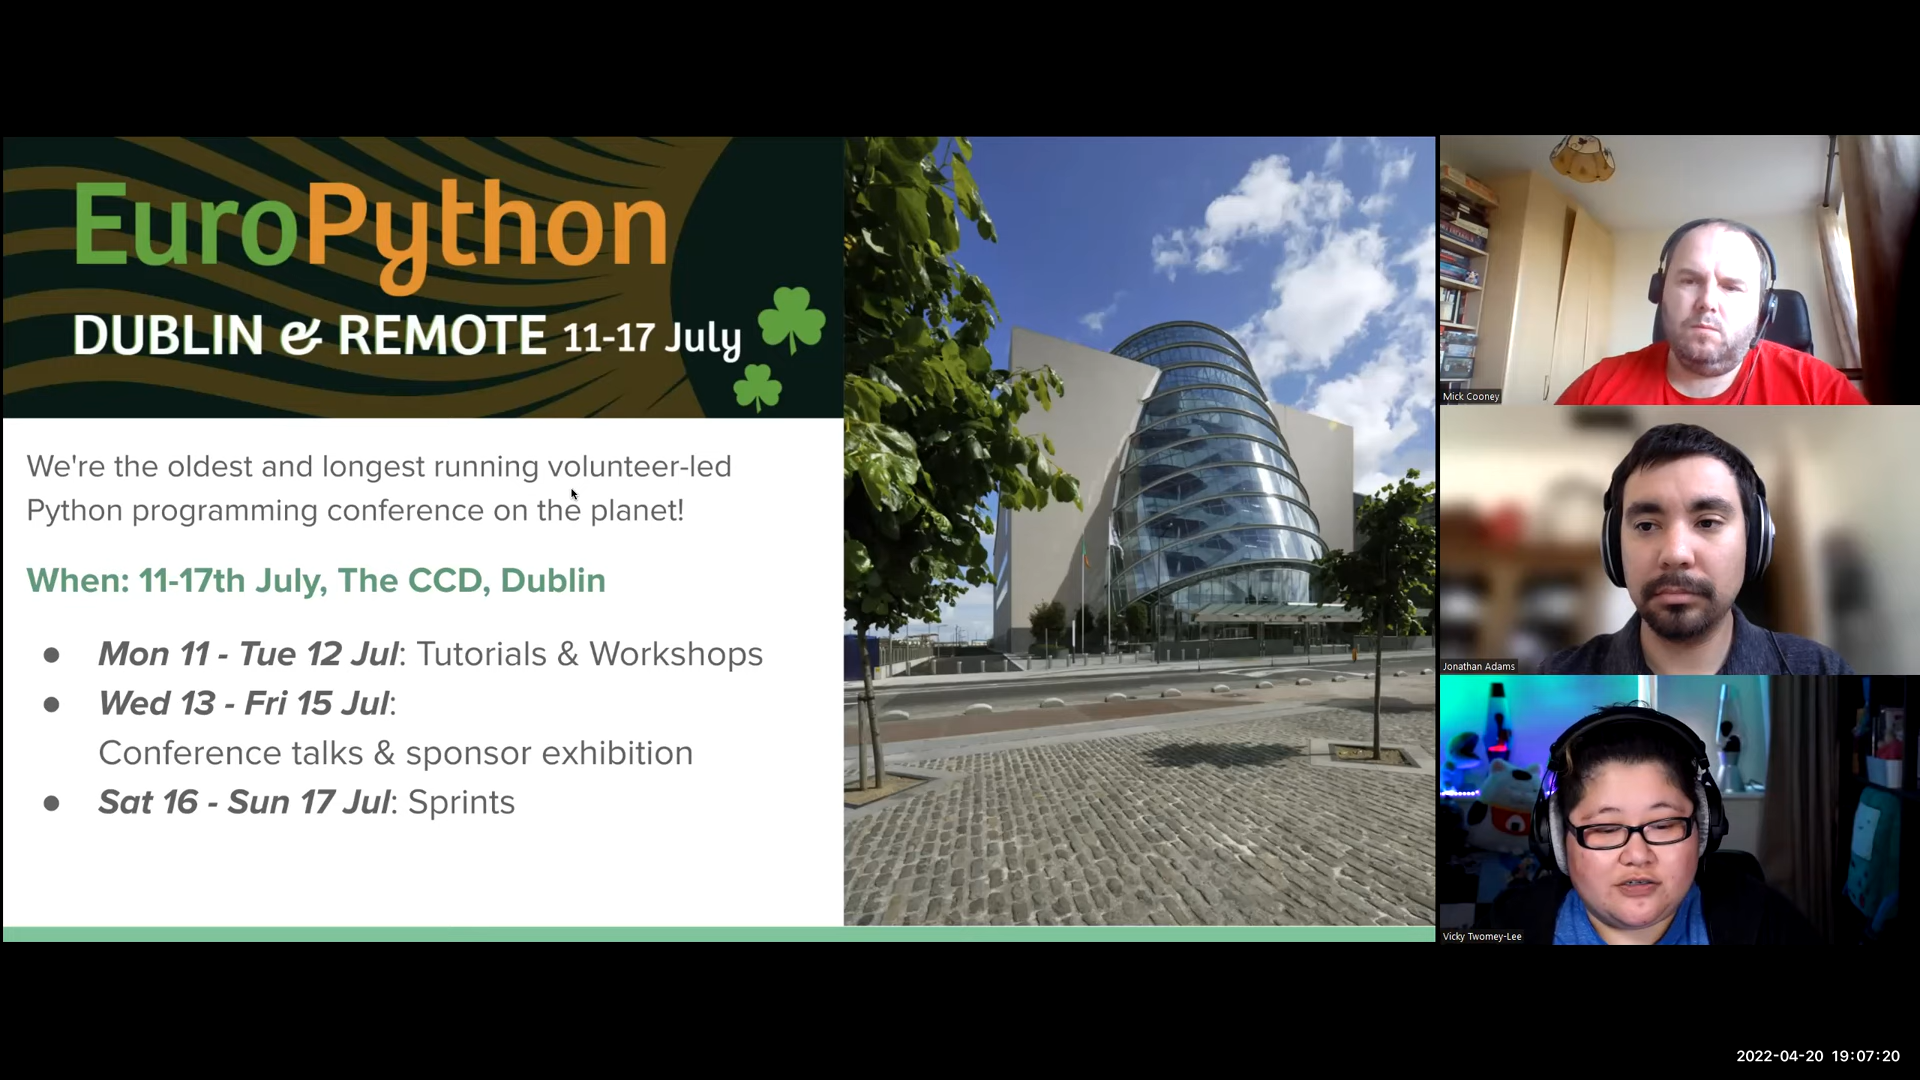 EuroPython
DUBLIN & REMOTE 11-17 July
We're the oldest and longest running volunteer-led
Python programming conference on the planet!
When: 11-17th July, The CCD, Dublin
● Mon 11 - Tue 12 Jul: Tutorials & Workshops
● Wed 13 - Fri 15 Jul:
Conference talks & sponsor exhibition
● Sat 16 - Sun 17 Jul: Sprints
Mick Cooney
Jonathan Adams
Vicky Twomey-Lee
2022-04-20 19:07:20